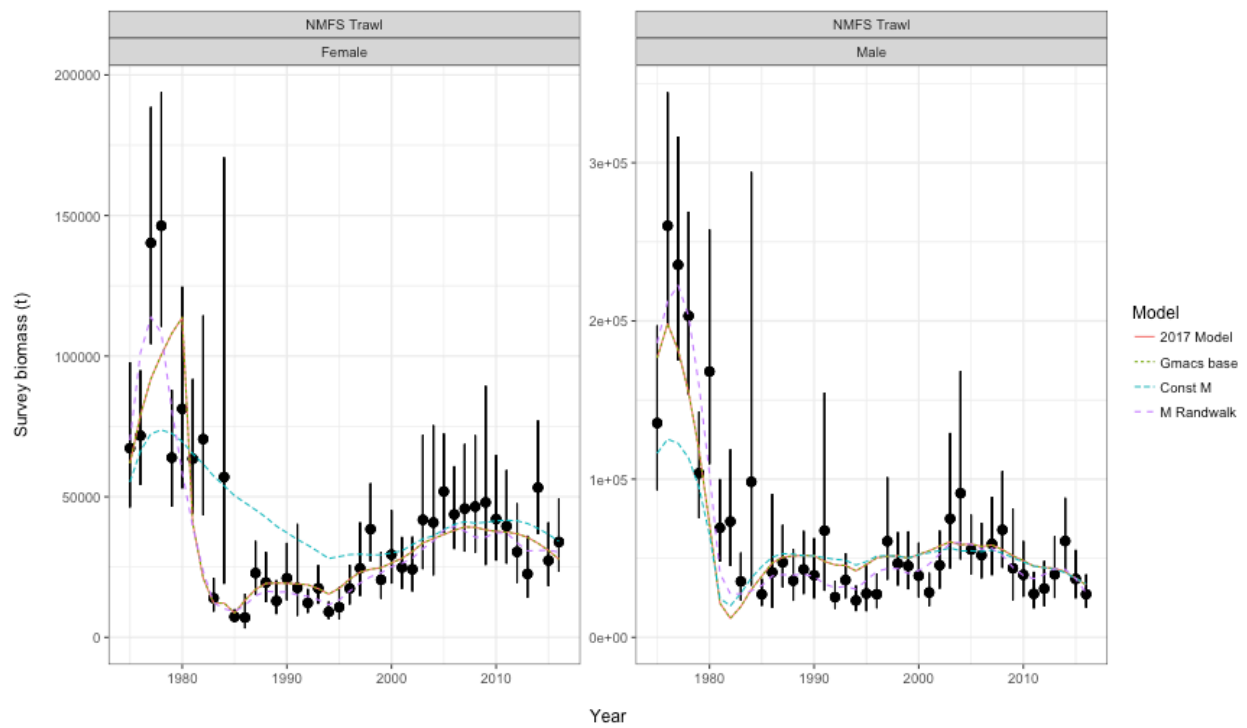 NMFS Trawl
Female
NMFS Trawl
Male
Survey biomass (t)
200000
150000
100000
50000
0
3e+05
2e+05
1e+05
0e+00
1980
1990
2000
2010
1980
1990
2000
2010
Year
Model
2017 Model
Gmacs base
Const M
M Randwalk